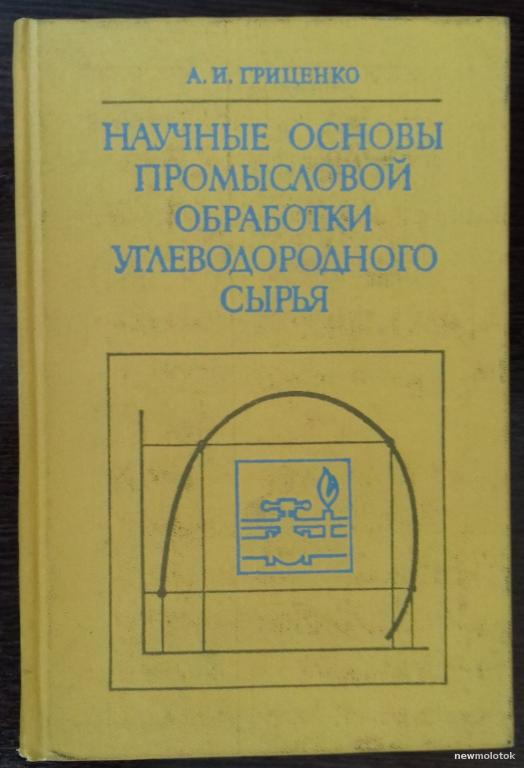 А. И. ГРИЦЕНКО
НАУЧНЫЕ ОСНОВЫ
ПРОМЫСЛОВОЙ
ОБРАБОТКИ
УГЛЕВОДОРОДНОГО
СЫРЬЯ
newmolotok